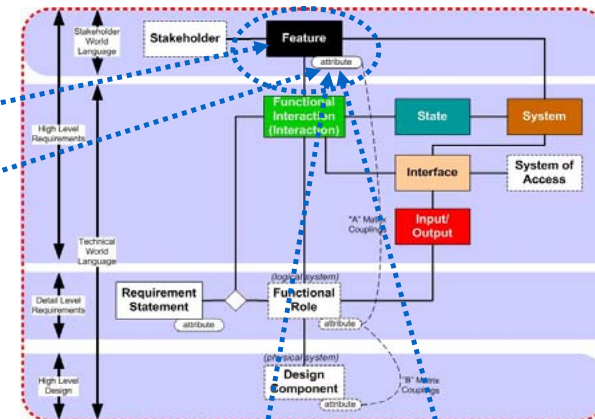 Stakeholder
World
Language
Stakeholder
Feature
attribute
High Level
Requirements
Functional
Interaction
(Interaction)
State
System
Interface
System of
Access
"A" Matrix
Couplings
Input/
Output
Technical
World
Language
Detail Level
Requirements
Requirement
Statement
attribute
(logical system)
Functional
Role
attribute
High Level
Design
(physical system)
Design
Component
attribute
"B" Matrix
Couplings